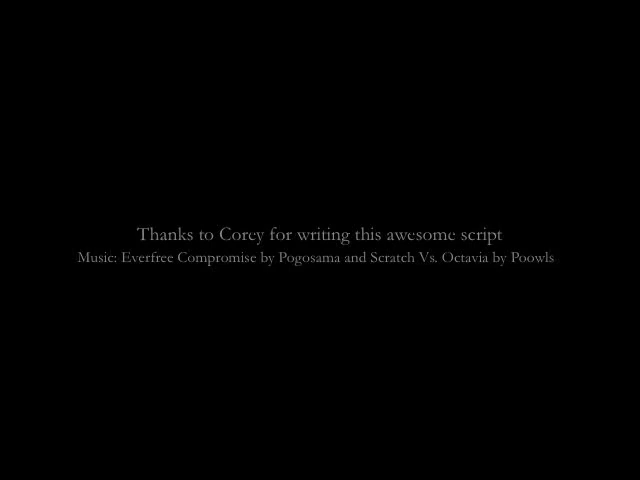 Thanks to Corey for writing this awesome script
Music: Everfree Compromise by Pogosama and Scratch Vs. Octavia by Poowls